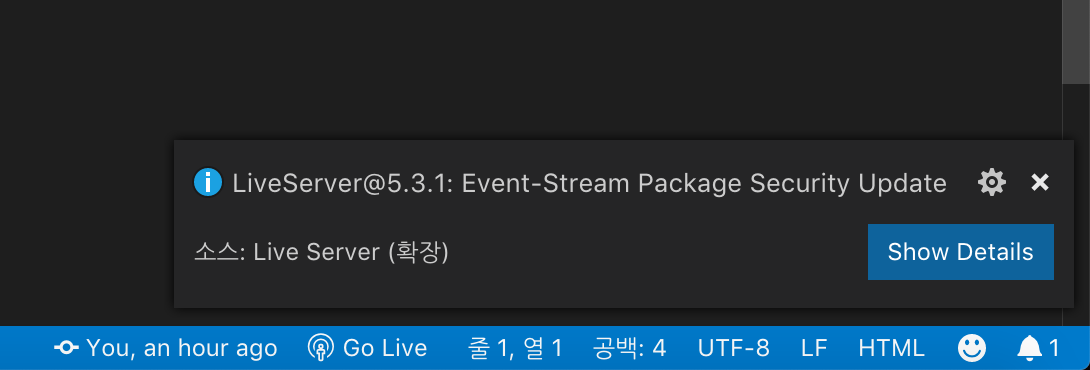 LiveServer@5.3.1: Event-Stream Package Security Update
소스: Live Server (확장)
Show Details
You, an hour ago Go Live 줄 1, 열 1 공백: 4 UTF-8 LF HTML 1